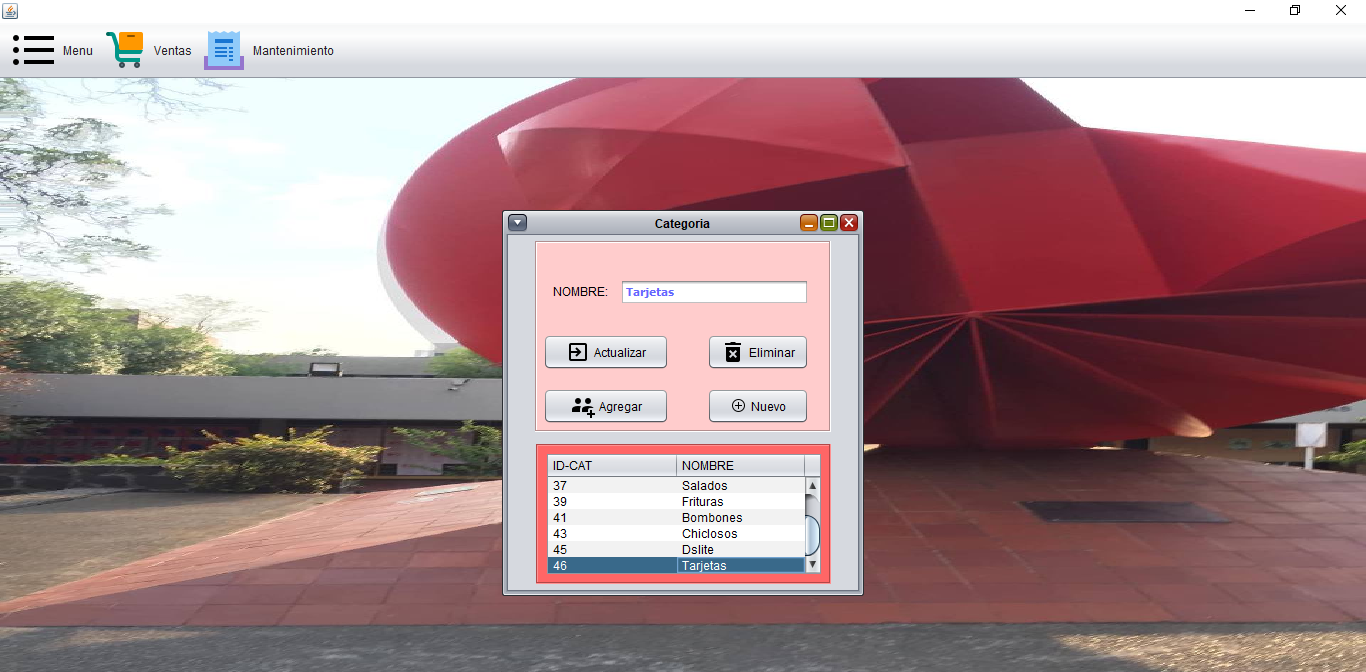 Menu Ventas Mantenimiento
Categoria
NOMBRE: Tarjetas
Actualizar Eliminar
Agregar Nuevo
ID-CAT NOMBRE
37 Salados
39 Frituras
41 Bombones
43 Chiclosos
45 Dslite
46 Tarjetas